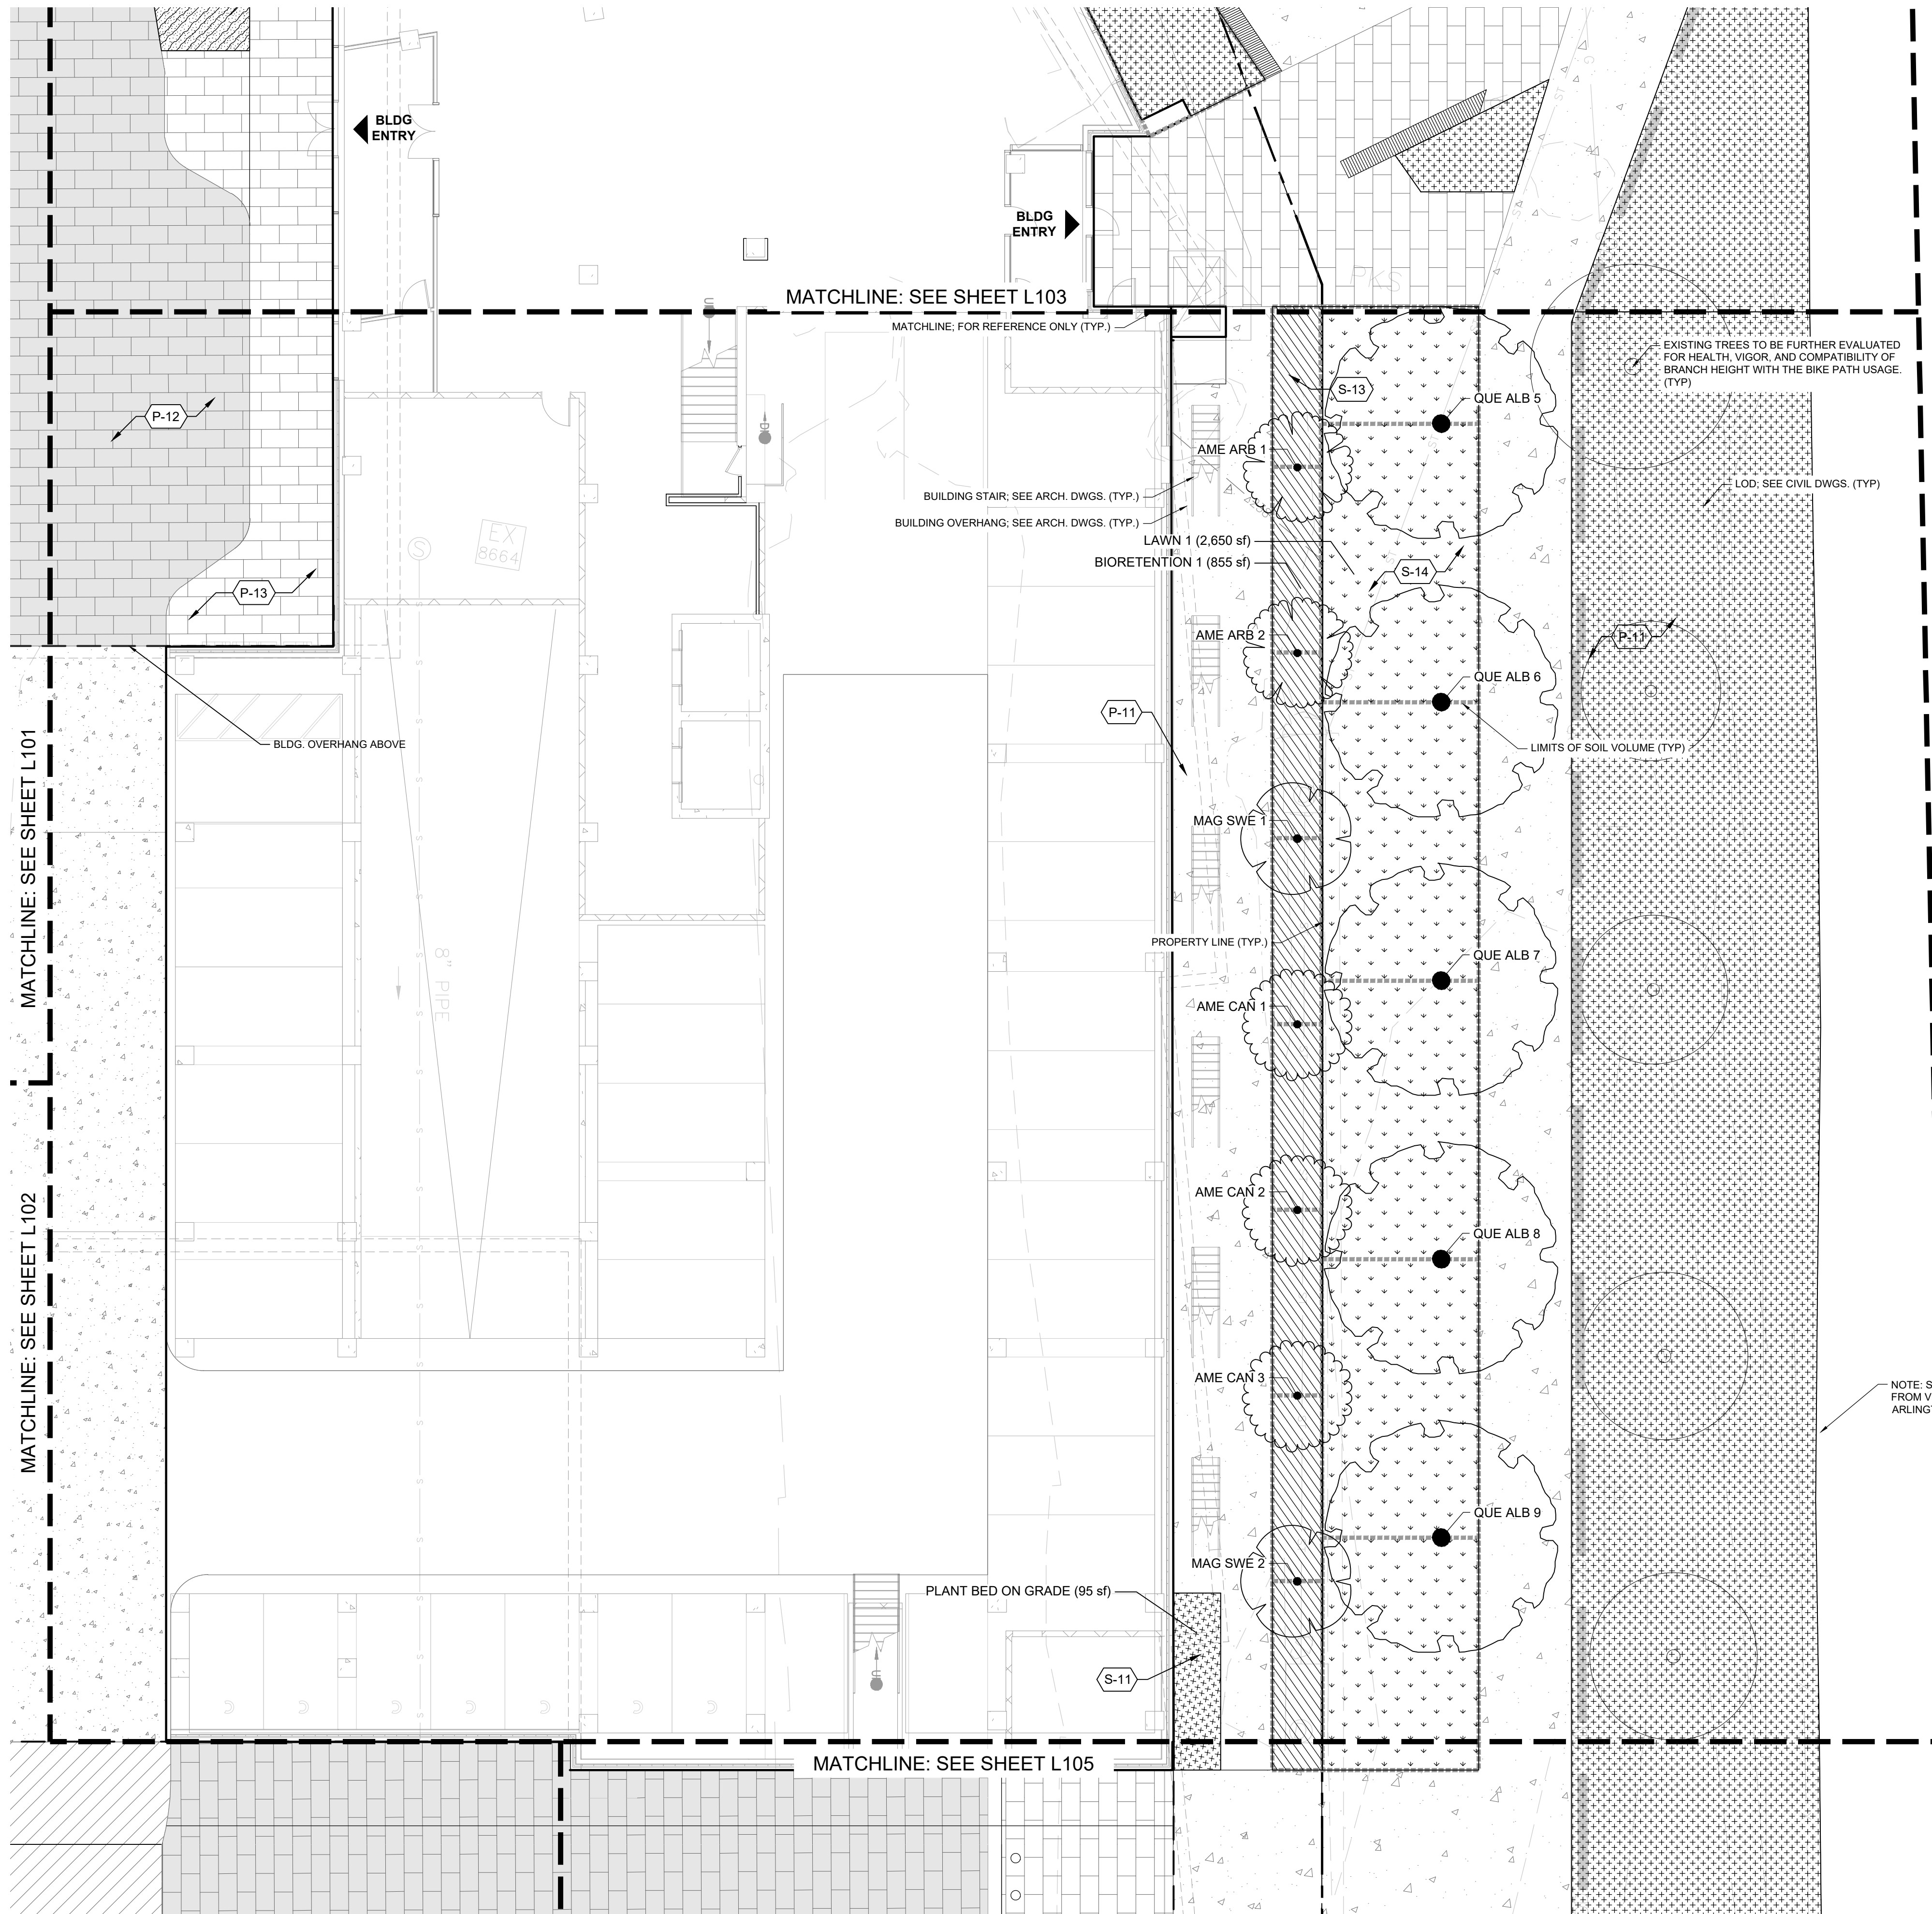 BLDG
ENTRY
BLDG
ENTRY
PKS
MATCHLINE: SEE SHEET L103
MATCHLINE; FOR REFERENCE ONLY (TYP.)
EXISTING TREES TO BE FURTHER EVALUATED
FOR HEALTH, VIGOR, AND COMPATIBILITY OF
BRANCH HEIGHT WITH THE BIKE PATH USAGE.
(TYP)
S-13
QUE ALB 5
P-12
DN
AME ARB 1
LOD; SEE CIVIL DWGS. (TYP)
BUILDING STAIR; SEE ARCH. DWGS. (TYP.)
BUILDING OVERHANG; SEE ARCH. DWGS. (TYP.)
EX
8664
S
LAWN 1 (2,650 sf)
BIORETENTION 1 (855 sf)
S-14
P-13
AME ARB 2
P-11
QUE ALB 6
P-11
BLDG. OVERHANG ABOVE
LIMITS OF SOIL VOLUME (TYP)
MATCHLINE: SEE SHEET L101
MAG SWE 1
PROPERTY LINE (TYP.)
QUE ALB 7
8" PIPE
AME CAN 1
AME CAN 2
MATCHLINE: SEE SHEET L102
QUE ALB 8
AME CAN 3
NOTE: S
FROM V
ARLING
QUE ALB 9
MAG SWE 2
PLANT BED ON GRADE (95 sf)
S-11
MATCHLINE: SEE SHEET L105